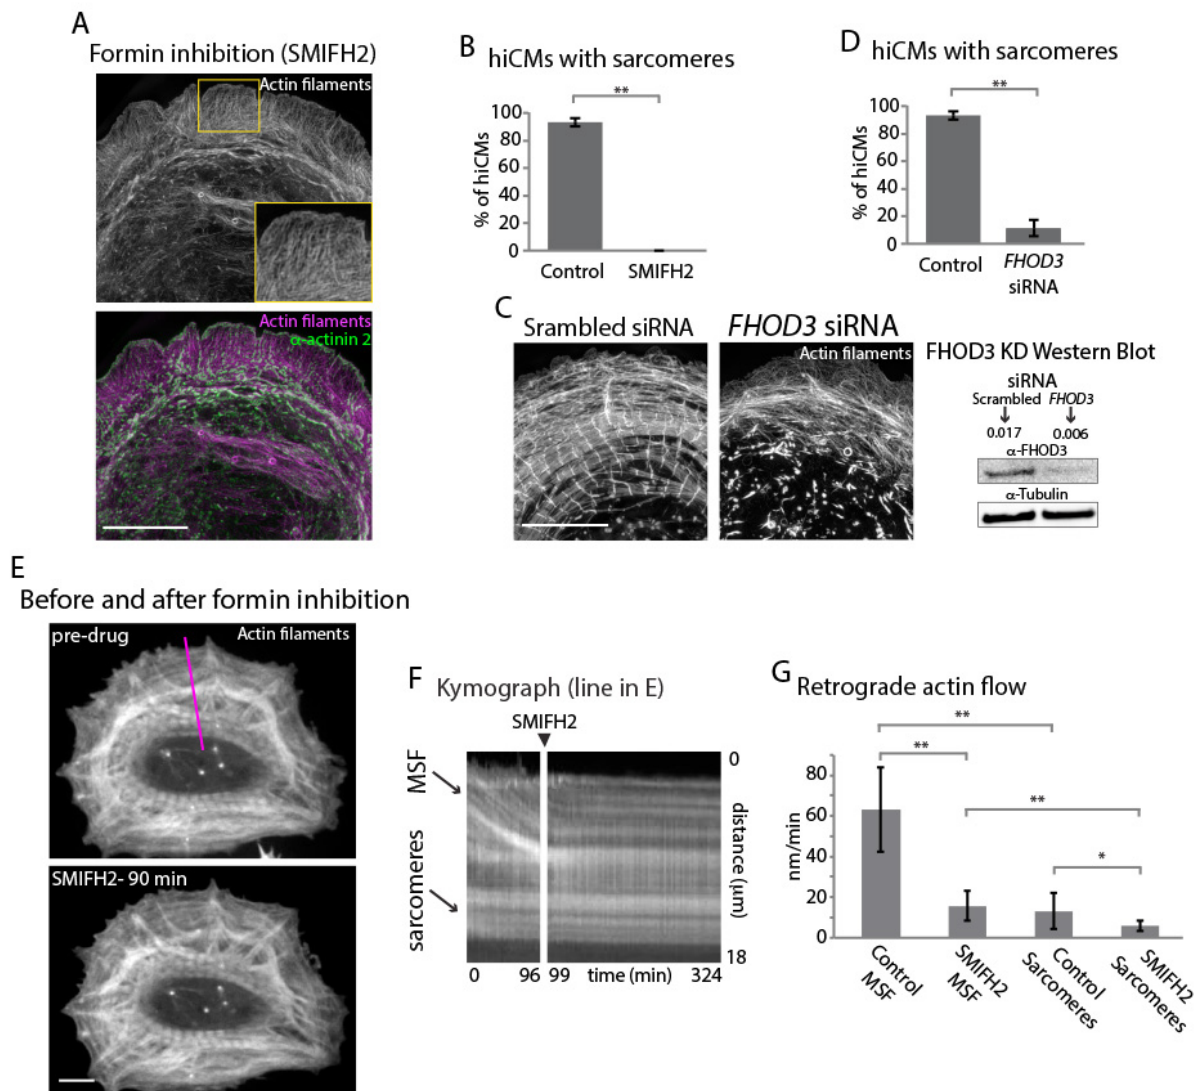 A
Formin inhibition (SMIFH2)
Actin filaments
Actin filaments
α-actinin 2
B
hiCMs with sarcomeres
**
% of hiCMs
100
80
60
40
20
0
Control
SMIFH2
D
hiCMs with sarcomeres
**
% of hiCMs
100
80
60
40
20
0
Control
FHOD3
siRNA
C
Srambled siRNA
FHOD3 siRNA
Actin filaments
FHOD3 KD Western Blot
siRNA
Scrambled FHOD3
0.017 0.006
α-FHOD3
α-Tubulin
E
Before and after formin inhibition
pre-drug
Actin filaments
SMIFH2- 90 min
F
Kymograph (line in E)
SMIFH2
MSF
sarcomeres
0
distance (μm)
18
0 96 99 time (min) 324
G
Retrograde actin flow
**
**
**
*
nm/min
60
40
20
0
Control
MSF
SMIFH2
MSF
Control
Sarcomeres
SMIFH2
Sarcomeres